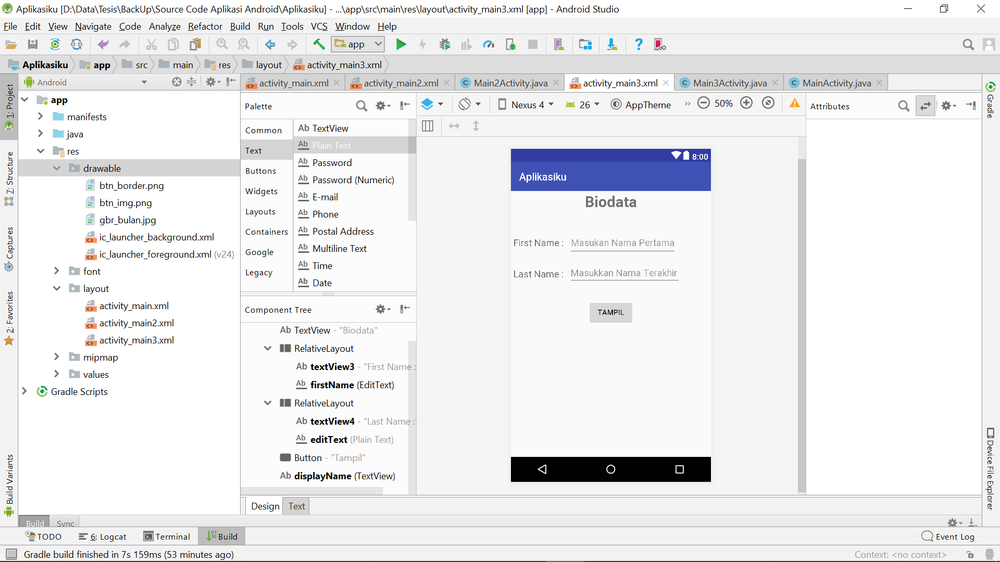 Aplikasiku [D:\Data\Tesis\BackUp\Source Code Aplikasi Android\Aplikasiku] - ...\app\src\main\res\layout\activity_main3.xml [app] - Android Studio
File Edit View Navigate Code Analyze Refactor Build Run Tools VCS Window Help
app
Aplikasiku app src main res layout activity_main3.xml
Android
activity_main.xml activity_main2.xml Main2Activity.java activity_main3.xml Main3Activity.java MainActivity.java
1: Project
7: Structure
Captures
2: Favorites
Build Variants
app
manifests
java
res
drawable
btn_border.png
btn_img.png
gbr_bulan.jpg
ic_launcher_background.xml
ic_launcher_foreground.xml (v24)
font
layout
activity_main.xml
activity_main2.xml
activity_main3.xml
mipmap
values
Gradle Scripts
Palette
Common
Text
Buttons
Widgets
Layouts
Containers
Google
Legacy
Ab TextView
Ab Plain Text
Ab Password
Ab Password (Numeric)
Ab E-mail
Ab Phone
Ab Postal Address
Ab Multiline Text
Ab Time
Ab Date
Component Tree
Ab TextView - "Biodata"
RelativeLayout
Ab textView3 - "First Name :
Ab firstName (EditText)
RelativeLayout
Ab textView4 - "Last Name :"
Ab editText (Plain Text)
Button - "Tampil"
Ab displayName (TextView)
Nexus 4 26 AppTheme » 50%
8:00
Aplikasiku
Biodata
First Name : Masukan Nama Pertama
Last Name : Masukkan Nama Terakhir
TAMPIL
Attributes
Gradle
Device File Explorer
Design Text
Build Sync
TODO 6: Logcat Terminal Build Event Log
Gradle build finished in 7s 159ms (53 minutes ago) Context: <no context>